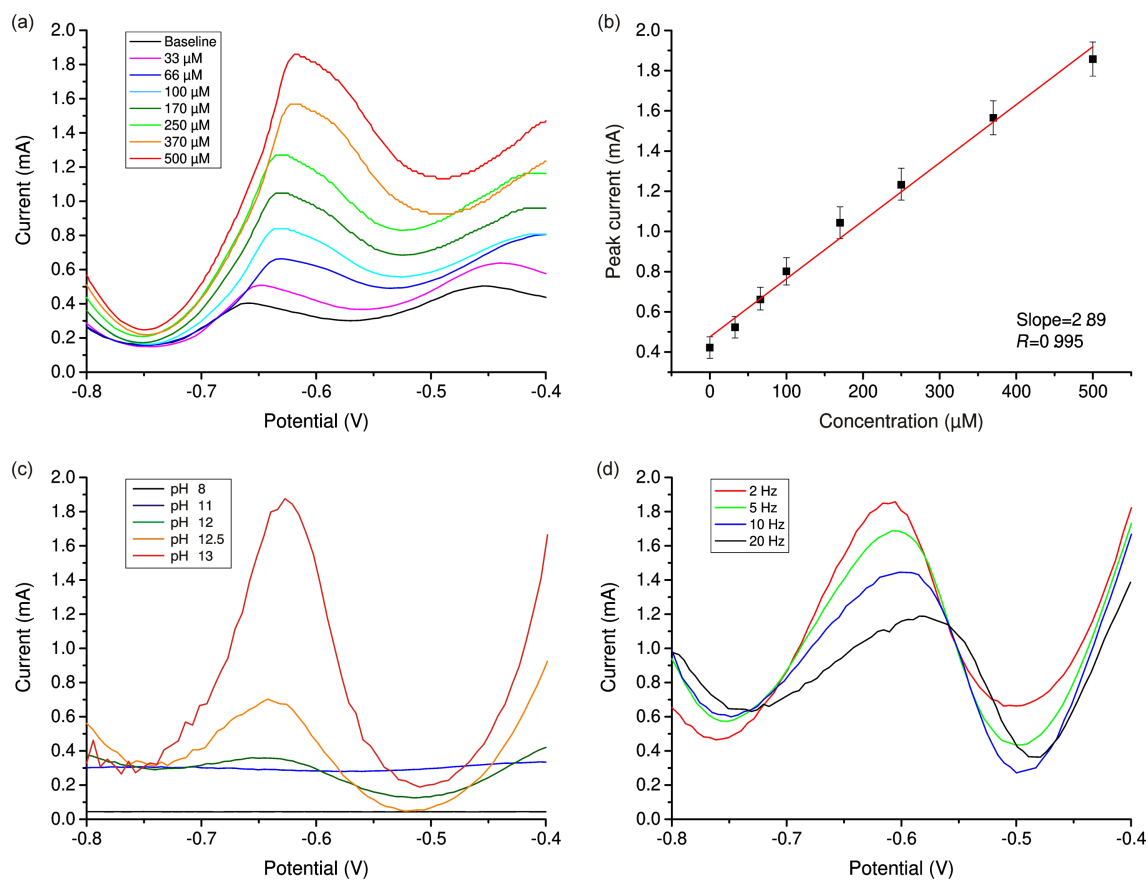 (a)
2.0
1.8
1.6
1.4
1.2
1.0
0.8
0.6
0.4
0.2
0.0
Current (mA)
Baseline
33 µM
66 µM
100 µM
170 µM
250 µM
370 µM
500 µM
-0.8
-0.7
-0.6
-0.5
-0.4
Potential (V)
(b)
2.0
1.8
1.6
1.4
1.2
1.0
0.8
0.6
0.4
Peak current (mA)
Slope=2 89
R=0 995
0
100
200
300
400
500
Concentration (µM)
(c)
2.0
1.8
1.6
1.4
1.2
1.0
0.8
0.6
0.4
0.2
0.0
Current (mA)
pH 8
pH 11
pH 12
pH 12.5
pH 13
-0.8
-0.7
-0.6
-0.5
-0.4
Potential (V)
(d)
2.0
1.8
1.6
1.4
1.2
1.0
0.8
0.6
0.4
0.2
0.0
Current (mA)
2 Hz
5 Hz
10 Hz
20 Hz
-0.8
-0.7
-0.6
-0.5
-0.4
Potential (V)